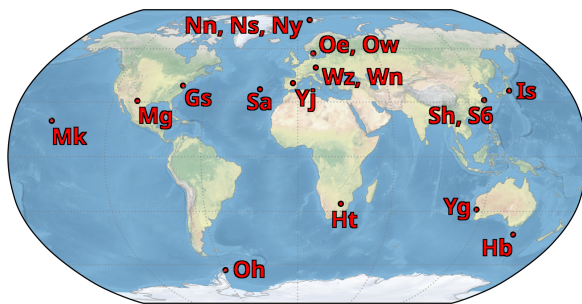 Nn, Ns, Ny
Oe, Ow
Wz, Wn
Gs
Sa
Yj
Is
Mg
Sh, S6
Mk
Ht
Yg
Hb
Oh